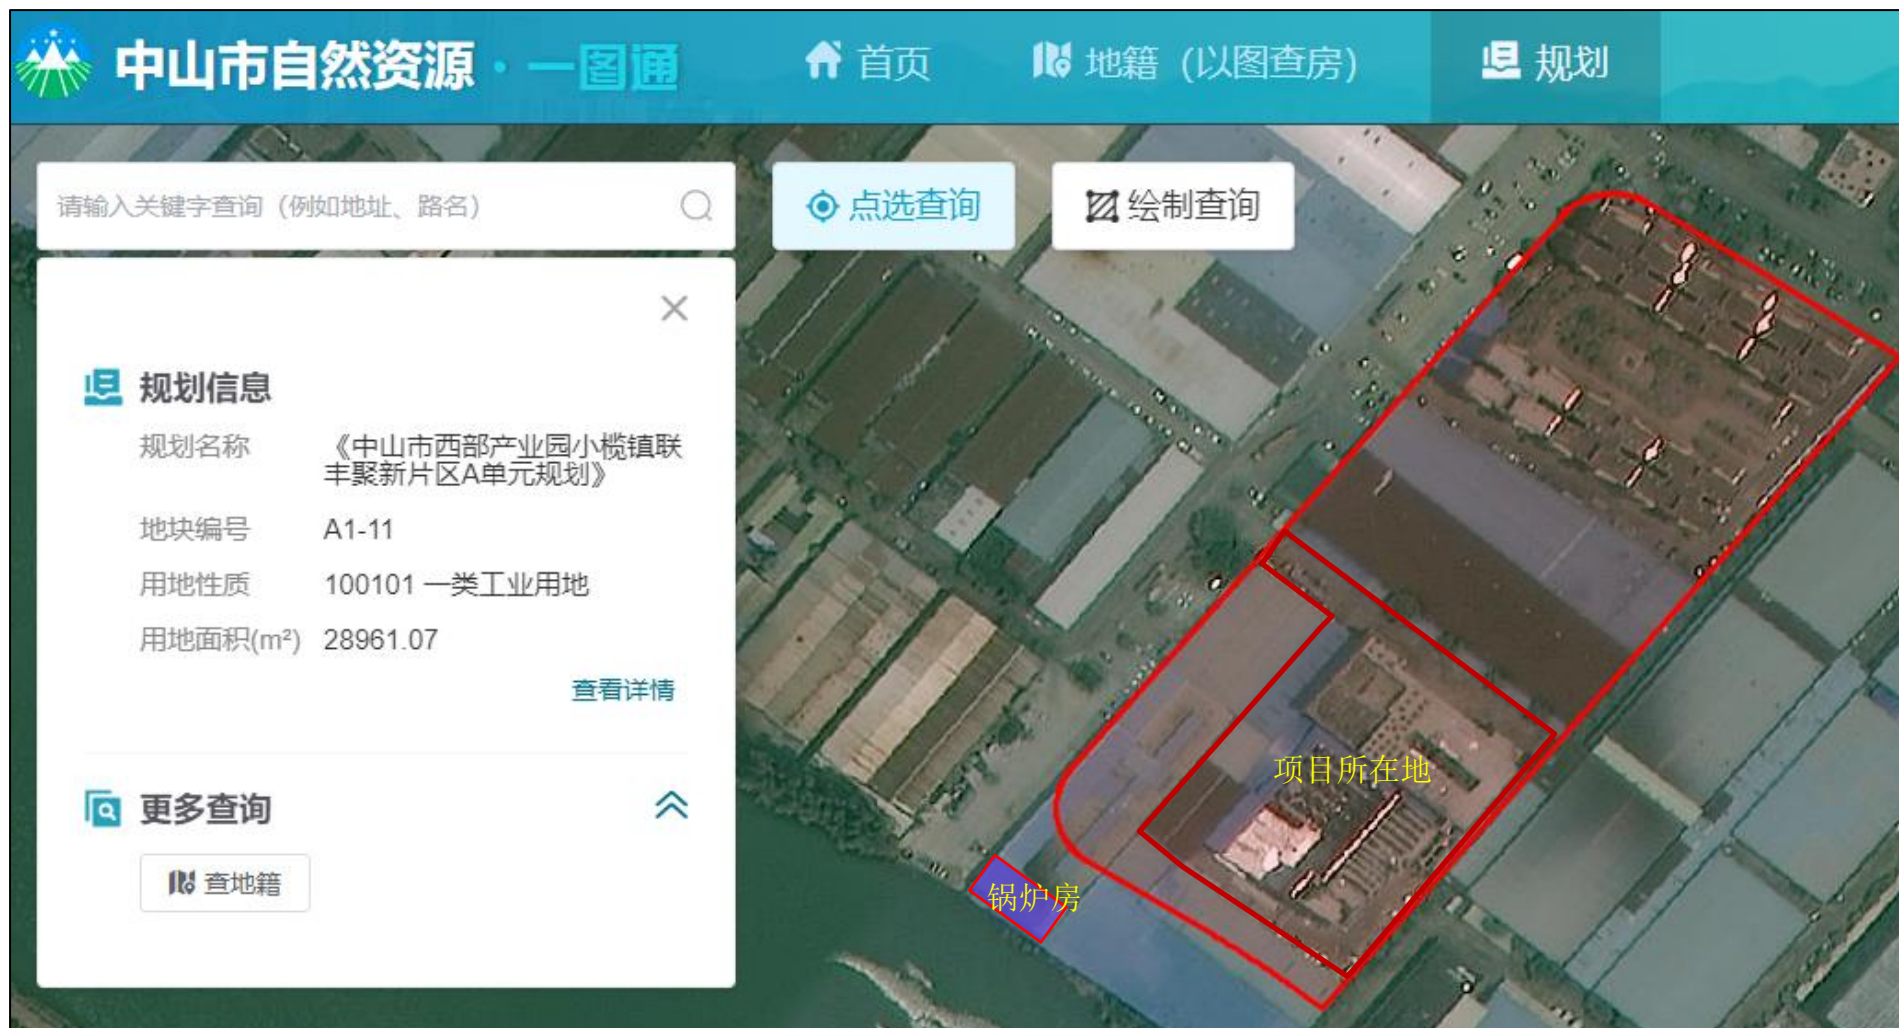 中山市自然资源·一图通
首页
地籍（以图查房）
规划
请输入关键字查询（例如地址、路名）
点选查询
绘制查询
规划信息
规划名称
《中山市西部产业园小榄镇联
丰聚新片区A单元规划》
地块编号
A1-11
用地性质
100101 一类工业用地
用地面积(m²)
28961.07
查看详情
更多查询
查地籍
项目所在地
锅炉房